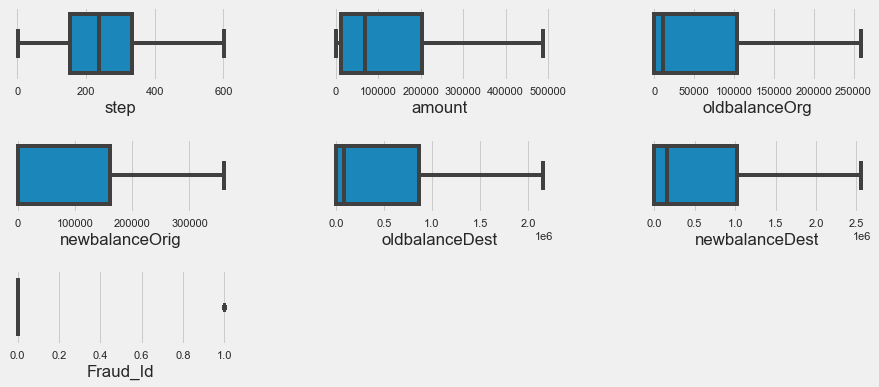 0 200 400 600
step
0 100000 200000 300000 400000 500000
amount
0 50000 100000 150000 200000 250000
oldbalanceOrg
0 100000 200000 300000
newbalanceOrig
0.0 0.5 1.0 1.5 2.0
1e6
oldbalanceDest
0.0 0.5 1.0 1.5 2.0 2.5
1e6
newbalanceDest
0.0 0.2 0.4 0.6 0.8 1.0
Fraud_Id